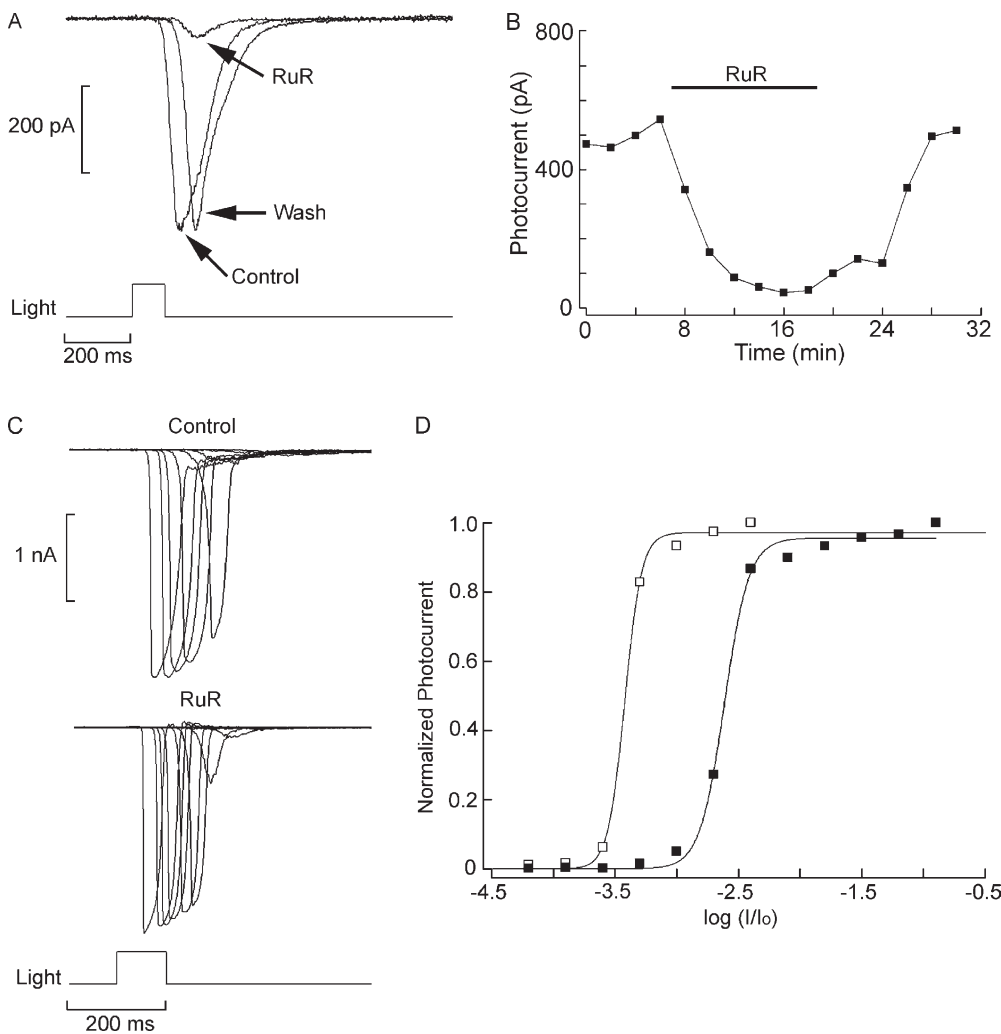 A
RuR
200 pA
Wash
Control
Light
200 ms
B
800
400
0
Photocurrent (pA)
RuR
0 8 16 24 32
Time (min)
C
Control
1 nA
RuR
Light
200 ms
D
1.0
0.8
0.6
0.4
0.2
0
Normalized Photocurrent
-4.5 -3.5 -2.5 -1.5 -0.5
log (I/Io)